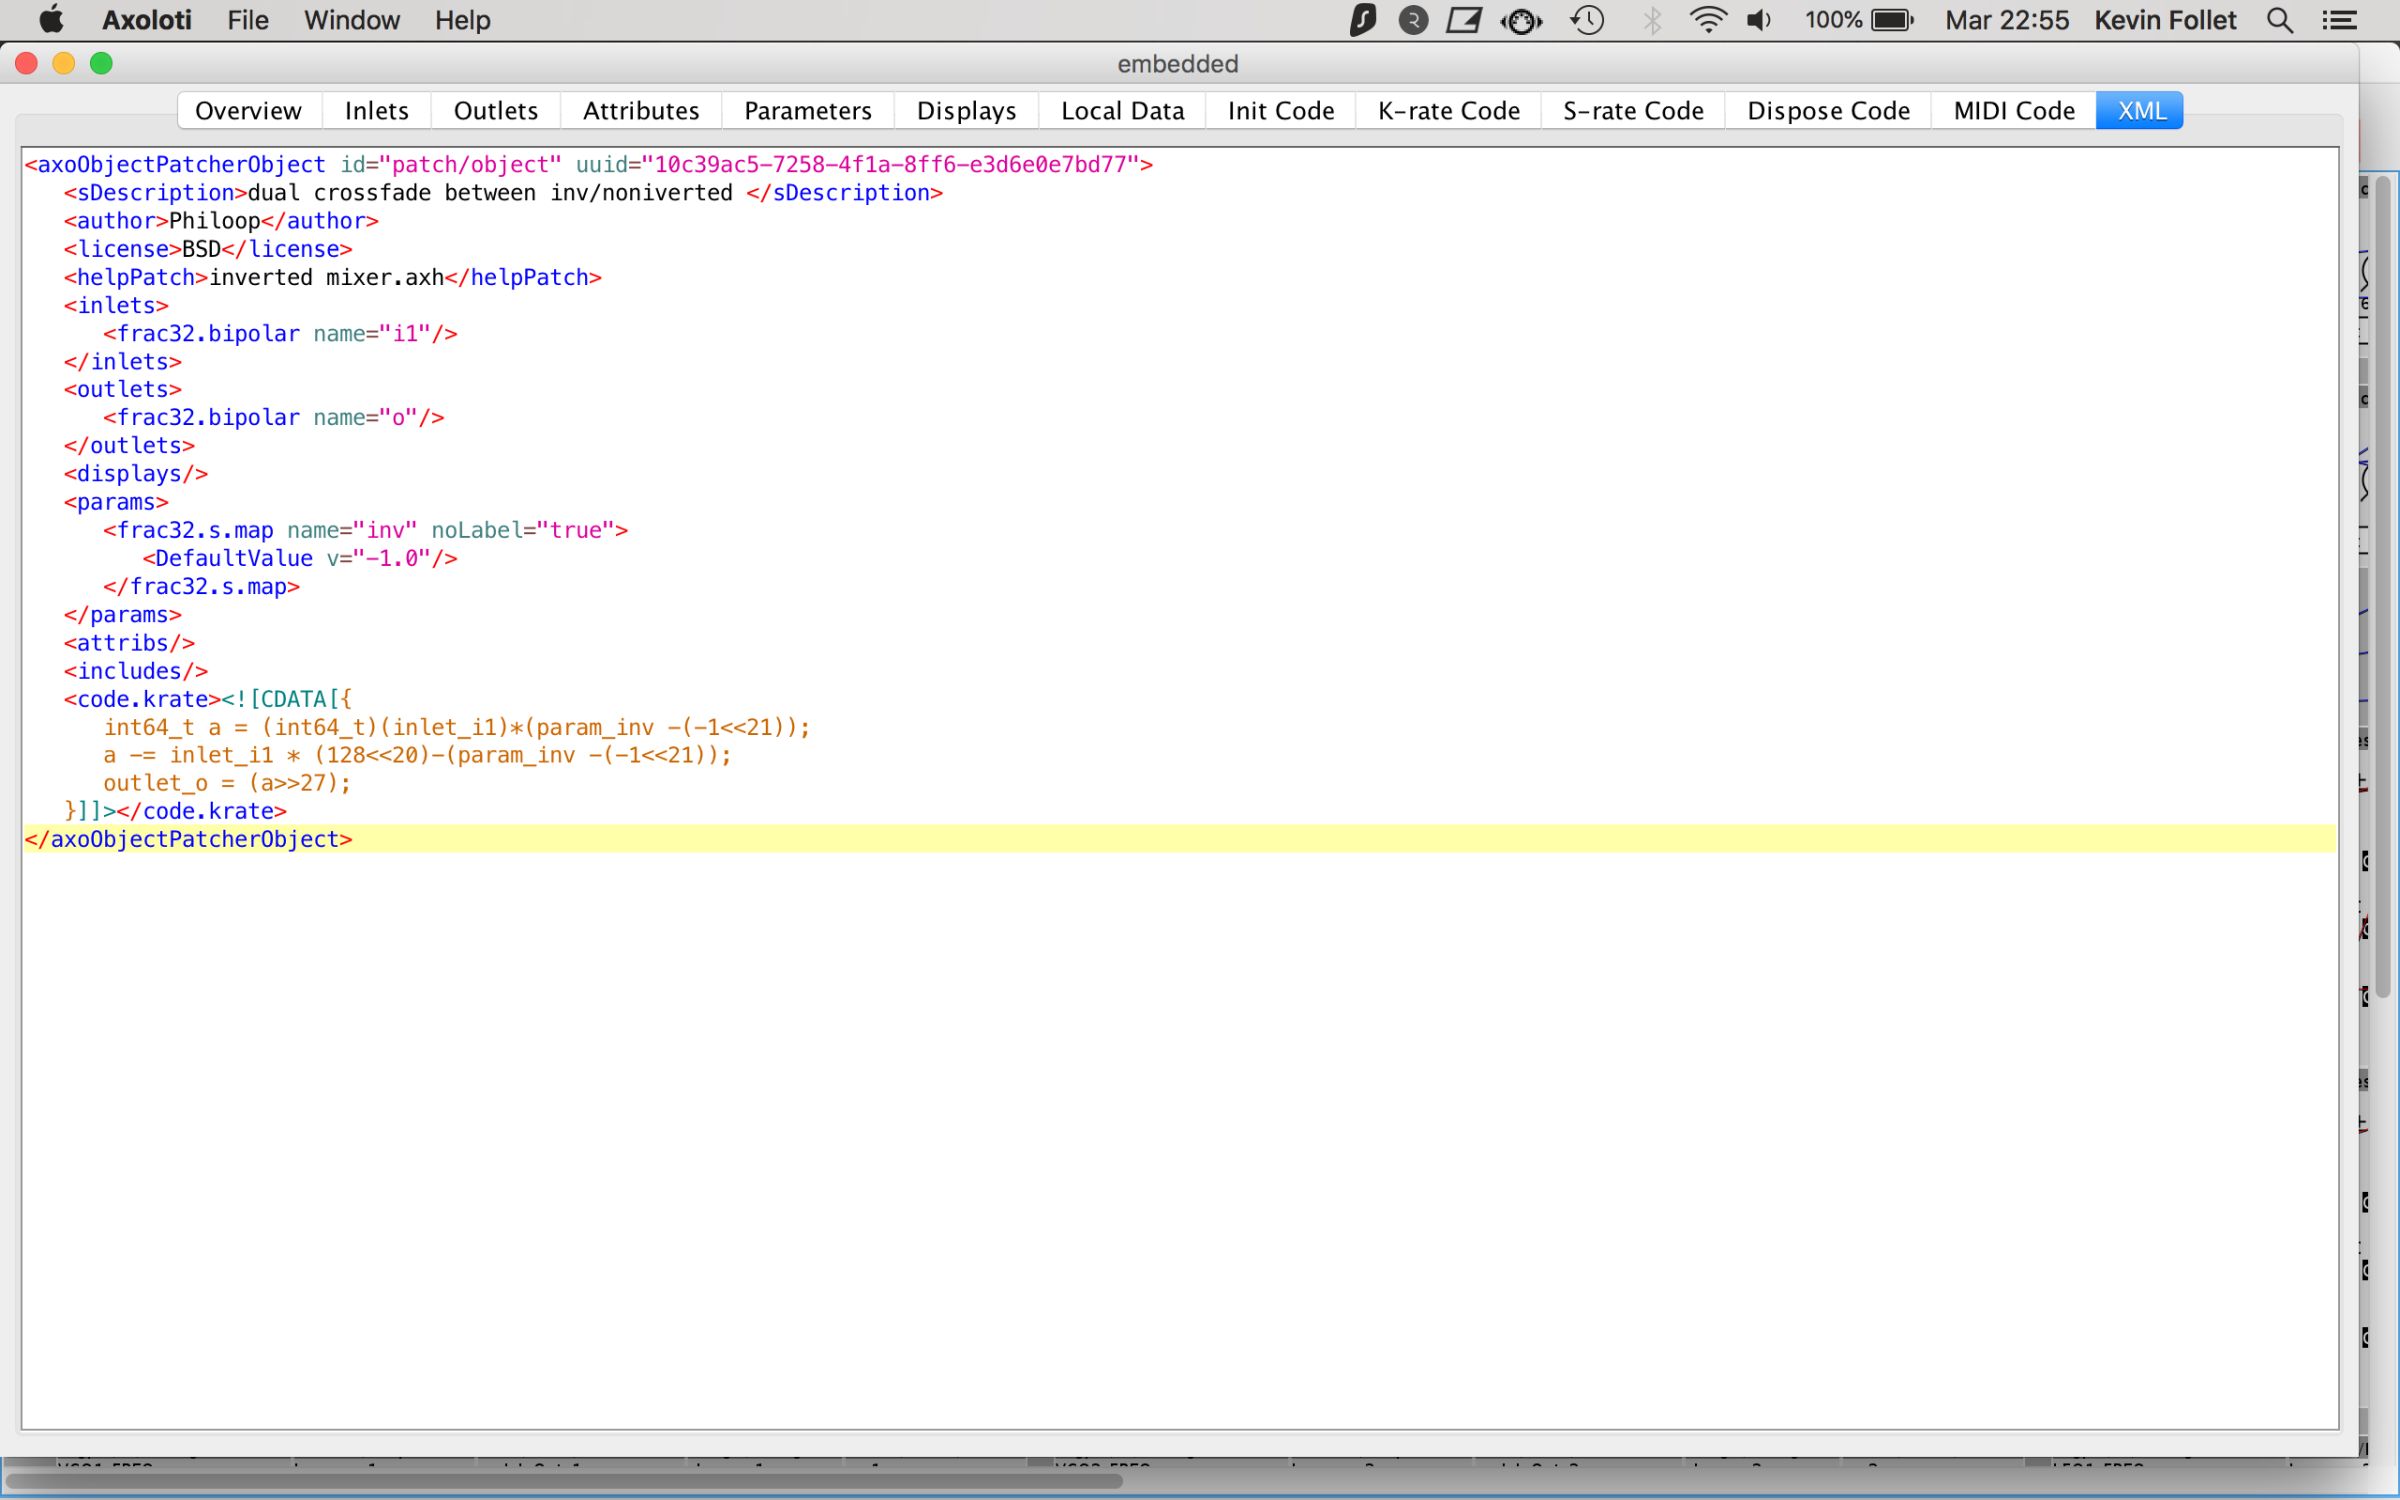 Axoloti File Window Help 100% Mar 22:55 Kevin Follet
embedded
Overview Inlets Outlets Attributes Parameters Displays Local Data Init Code K-rate Code S-rate Code Dispose Code MIDI Code XML
<axoObjectPatcherObject id="patch/object" uuid="10c39ac5-7258-4f1a-8ff6-e3d6e0e7bd77">
   <sDescription>dual crossfade between inv/noniverted </sDescription>
   <author>Philoop</author>
   <license>BSD</license>
   <helpPatch>inverted mixer.axh</helpPatch>
   <inlets>
      <frac32.bipolar name="i1"/>
   </inlets>
   <outlets>
      <frac32.bipolar name="o"/>
   </outlets>
   <displays/>
   <params>
      <frac32.s.map name="inv" noLabel="true">
         <DefaultValue v="-1.0"/>
      </frac32.s.map>
   </params>
   <attribs/>
   <includes/>
   <code.krate><![CDATA[{
      int64_t a = (int64_t)(inlet_i1)*(param_inv -(-1<<21));
      a -= inlet_i1 * (128<<20)-(param_inv -(-1<<21));
      outlet_o = (a>>27);
   }]]></code.krate>
</axoObjectPatcherObject>